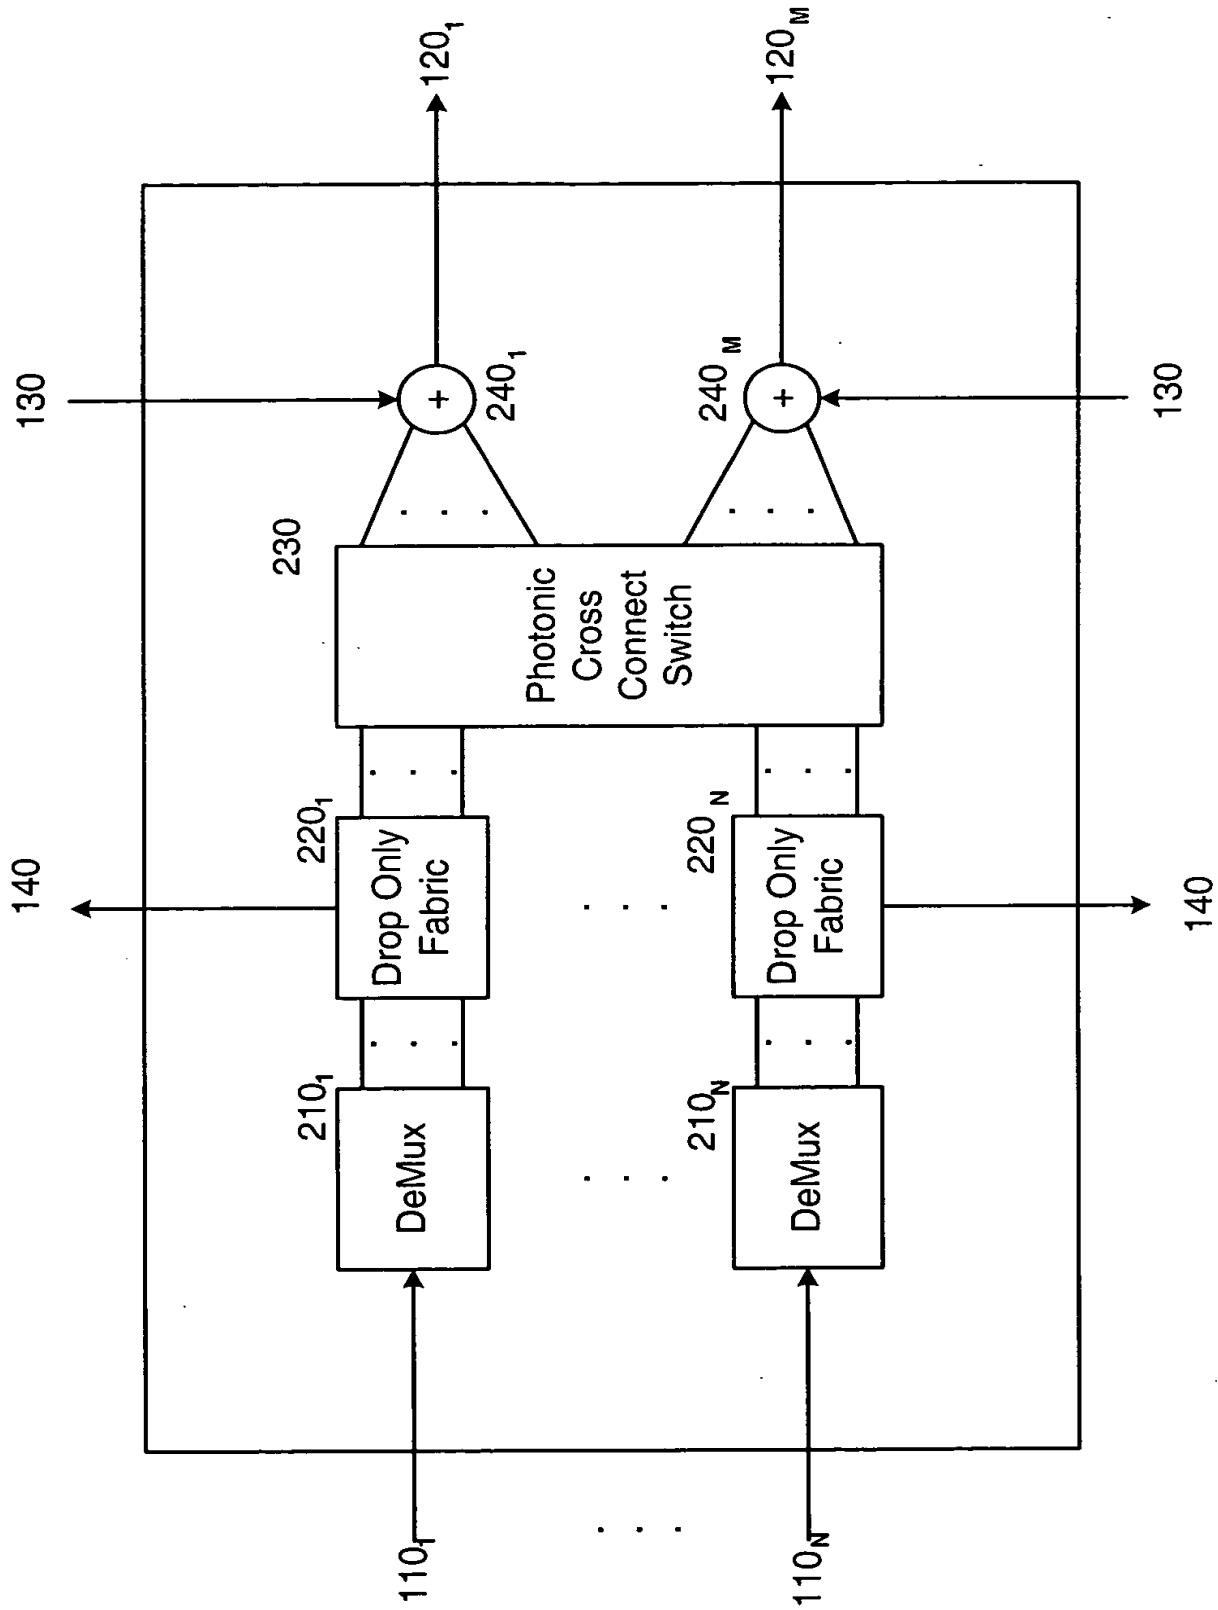 140
130
230
210₁
220₁
110₁
DeMux
Drop Only
Fabric
240₁
120₁
Photonic
Cross
Connect
Switch
210N
220N
240M
110N
DeMux
Drop Only
Fabric
120M
140
130